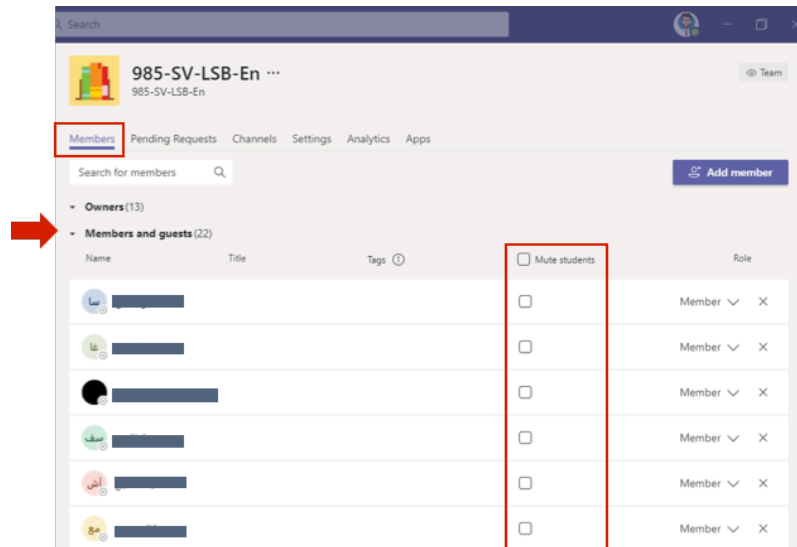 Search
985-SV-LSB-En ...
985-SV-LSB-En
Team
Members Pending Requests Channels Settings Analytics Apps
Search for members
Add member
Owners (13)
Members and guests (22)
Name Title Tags Mute students Role
سا Member
غا Member
Member
سف Member
آش Member
مع Member